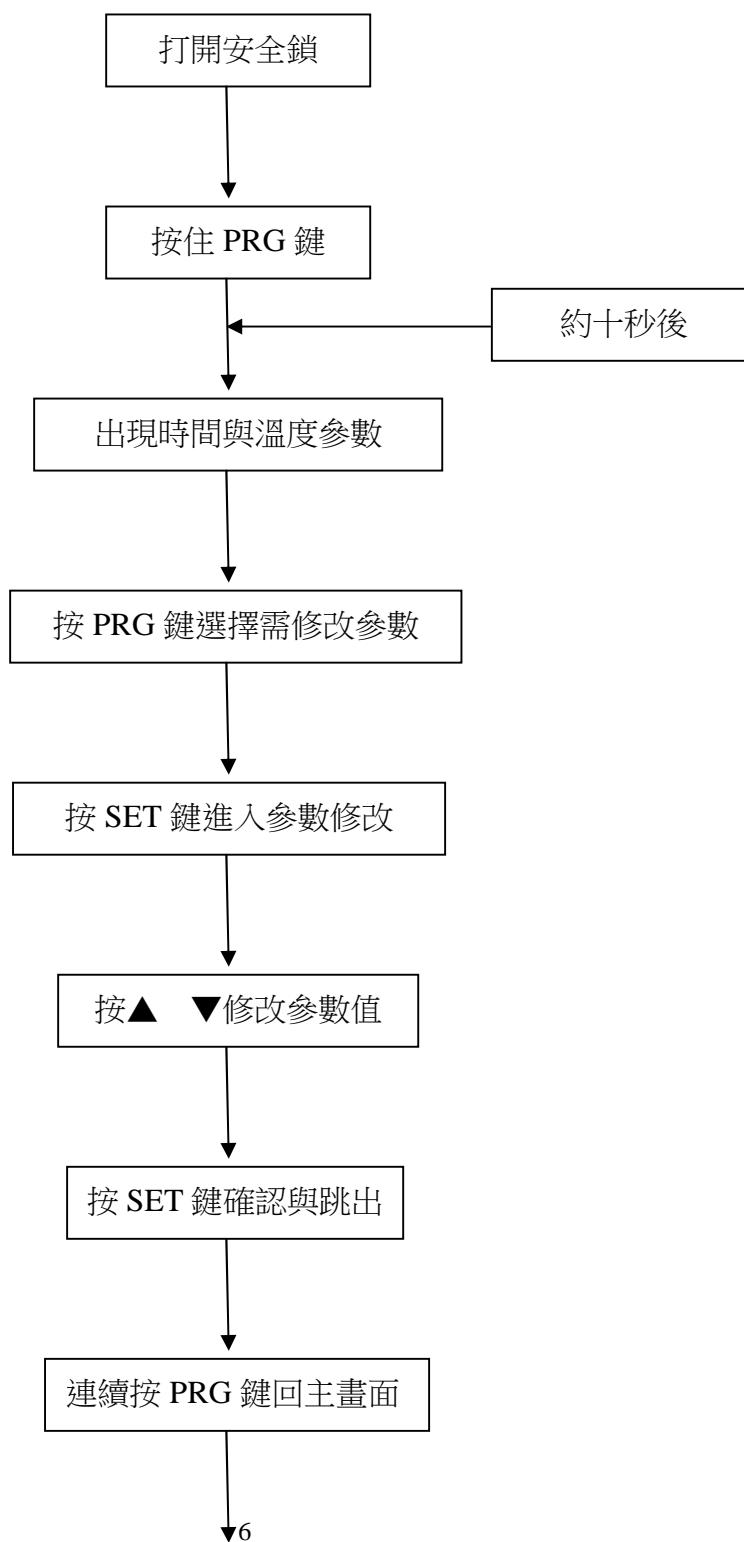 打開安全鎖
按住 PRG 鍵
約十秒後
出現時間與溫度參數
按 PRG 鍵選擇需修改參數
按 SET 鍵進入參數修改
按▲　▼修改參數值
按 SET 鍵確認與跳出
連續按 PRG 鍵回主畫面
6